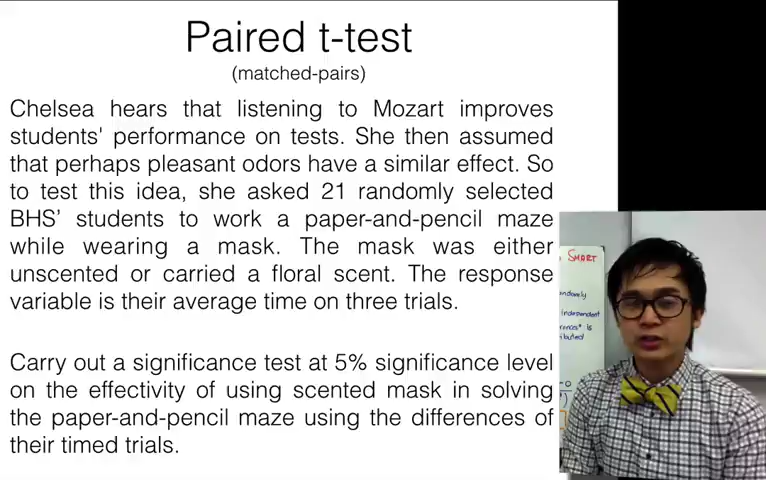 Paired t-test
(matched-pairs)
Chelsea hears that listening to Mozart improves
students' performance on tests. She then assumed
that perhaps pleasant odors have a similar effect. So
to test this idea, she asked 21 randomly selected
BHS’ students to work a paper-and-pencil maze
while wearing a mask. The mask was either
unscented or carried a floral scent. The response
variable is their average time on three trials.
Carry out a significance test at 5% significance level
on the effectivity of using scented mask in solving
the paper-and-pencil maze using the differences of
their timed trials.
SMART
Independent